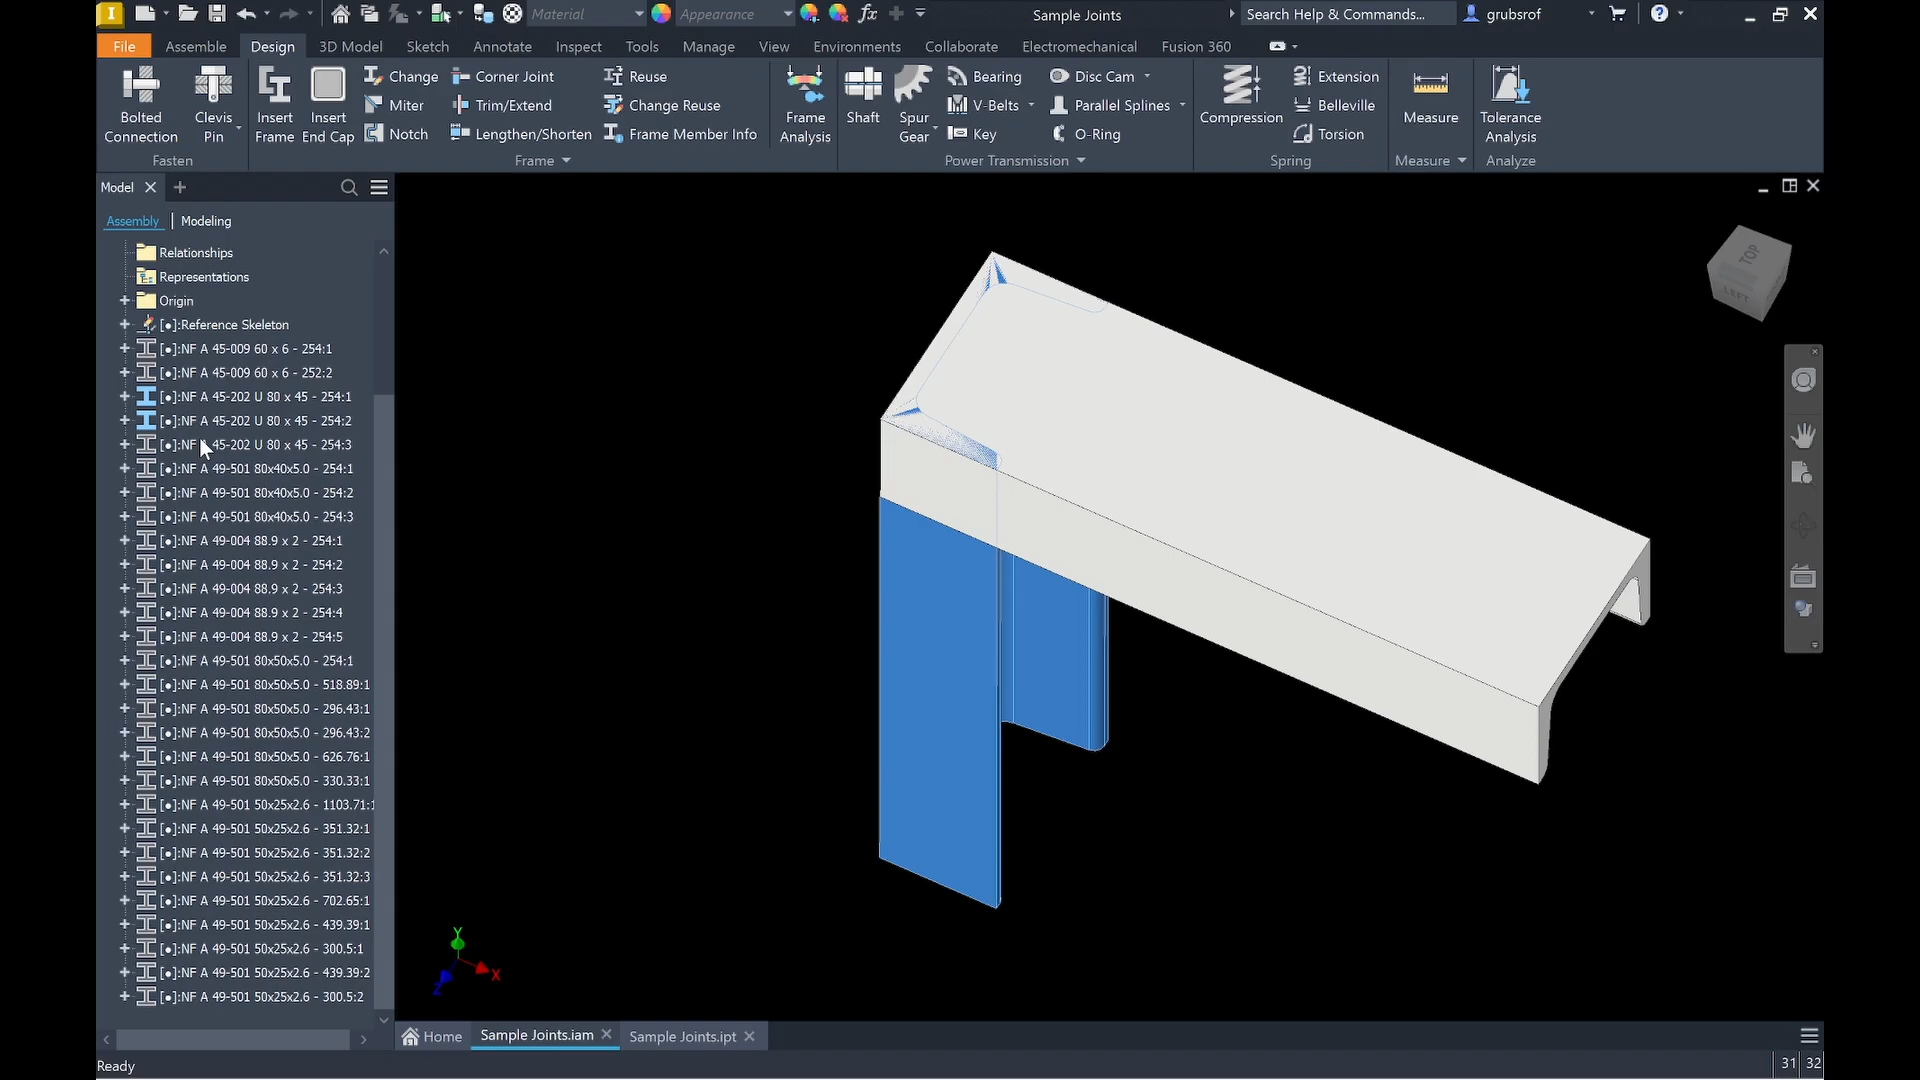 Material
Appearance
Sample Joints
Search Help & Commands...
grubsrof
File
Assemble
Design
3D Model
Sketch
Annotate
Inspect
Tools
Manage
View
Environments
Collaborate
Electromechanical
Fusion 360
Bolted Connection
Clevis Pin
Fasten
Insert Frame
Insert End Cap
Change
Miter
Notch
Corner Joint
Trim/Extend
Lengthen/Shorten
Reuse
Change Reuse
Frame Member Info
Frame
Frame Analysis
Shaft
Spur Gear
Bearing
V-Belts
Key
Disc Cam
Parallel Splines
O-Ring
Power Transmission
Compression
Extension
Belleville
Torsion
Spring
Measure
Measure
Tolerance Analysis
Analyze
Model
Assembly | Modeling
Relationships
Representations
Origin
[●]:Reference Skeleton
[●]:NF A 45-009 60 x 6 - 254:1
[●]:NF A 45-009 60 x 6 - 252:2
[●]:NF A 45-202 U 80 x 45 - 254:1
[●]:NF A 45-202 U 80 x 45 - 254:2
[●]:NF A 45-202 U 80 x 45 - 254:3
[●]:NF A 49-501 80x40x5.0 - 254:1
[●]:NF A 49-501 80x40x5.0 - 254:2
[●]:NF A 49-501 80x40x5.0 - 254:3
[●]:NF A 49-004 88.9 x 2 - 254:1
[●]:NF A 49-004 88.9 x 2 - 254:2
[●]:NF A 49-004 88.9 x 2 - 254:3
[●]:NF A 49-004 88.9 x 2 - 254:4
[●]:NF A 49-004 88.9 x 2 - 254:5
[●]:NF A 49-501 80x50x5.0 - 254:1
[●]:NF A 49-501 80x50x5.0 - 518.89:1
[●]:NF A 49-501 80x50x5.0 - 296.43:1
[●]:NF A 49-501 80x50x5.0 - 296.43:2
[●]:NF A 49-501 80x50x5.0 - 626.76:1
[●]:NF A 49-501 80x50x5.0 - 330.33:1
[●]:NF A 49-501 50x25x2.6 - 1103.71:1
[●]:NF A 49-501 50x25x2.6 - 351.32:1
[●]:NF A 49-501 50x25x2.6 - 351.32:2
[●]:NF A 49-501 50x25x2.6 - 351.32:3
[●]:NF A 49-501 50x25x2.6 - 702.65:1
[●]:NF A 49-501 50x25x2.6 - 439.39:1
[●]:NF A 49-501 50x25x2.6 - 300.5:1
[●]:NF A 49-501 50x25x2.6 - 439.39:2
[●]:NF A 49-501 50x25x2.6 - 300.5:2
TOP
LEFT
Y
X
Z
Home
Sample Joints.iam
Sample Joints.ipt
Ready
31 32